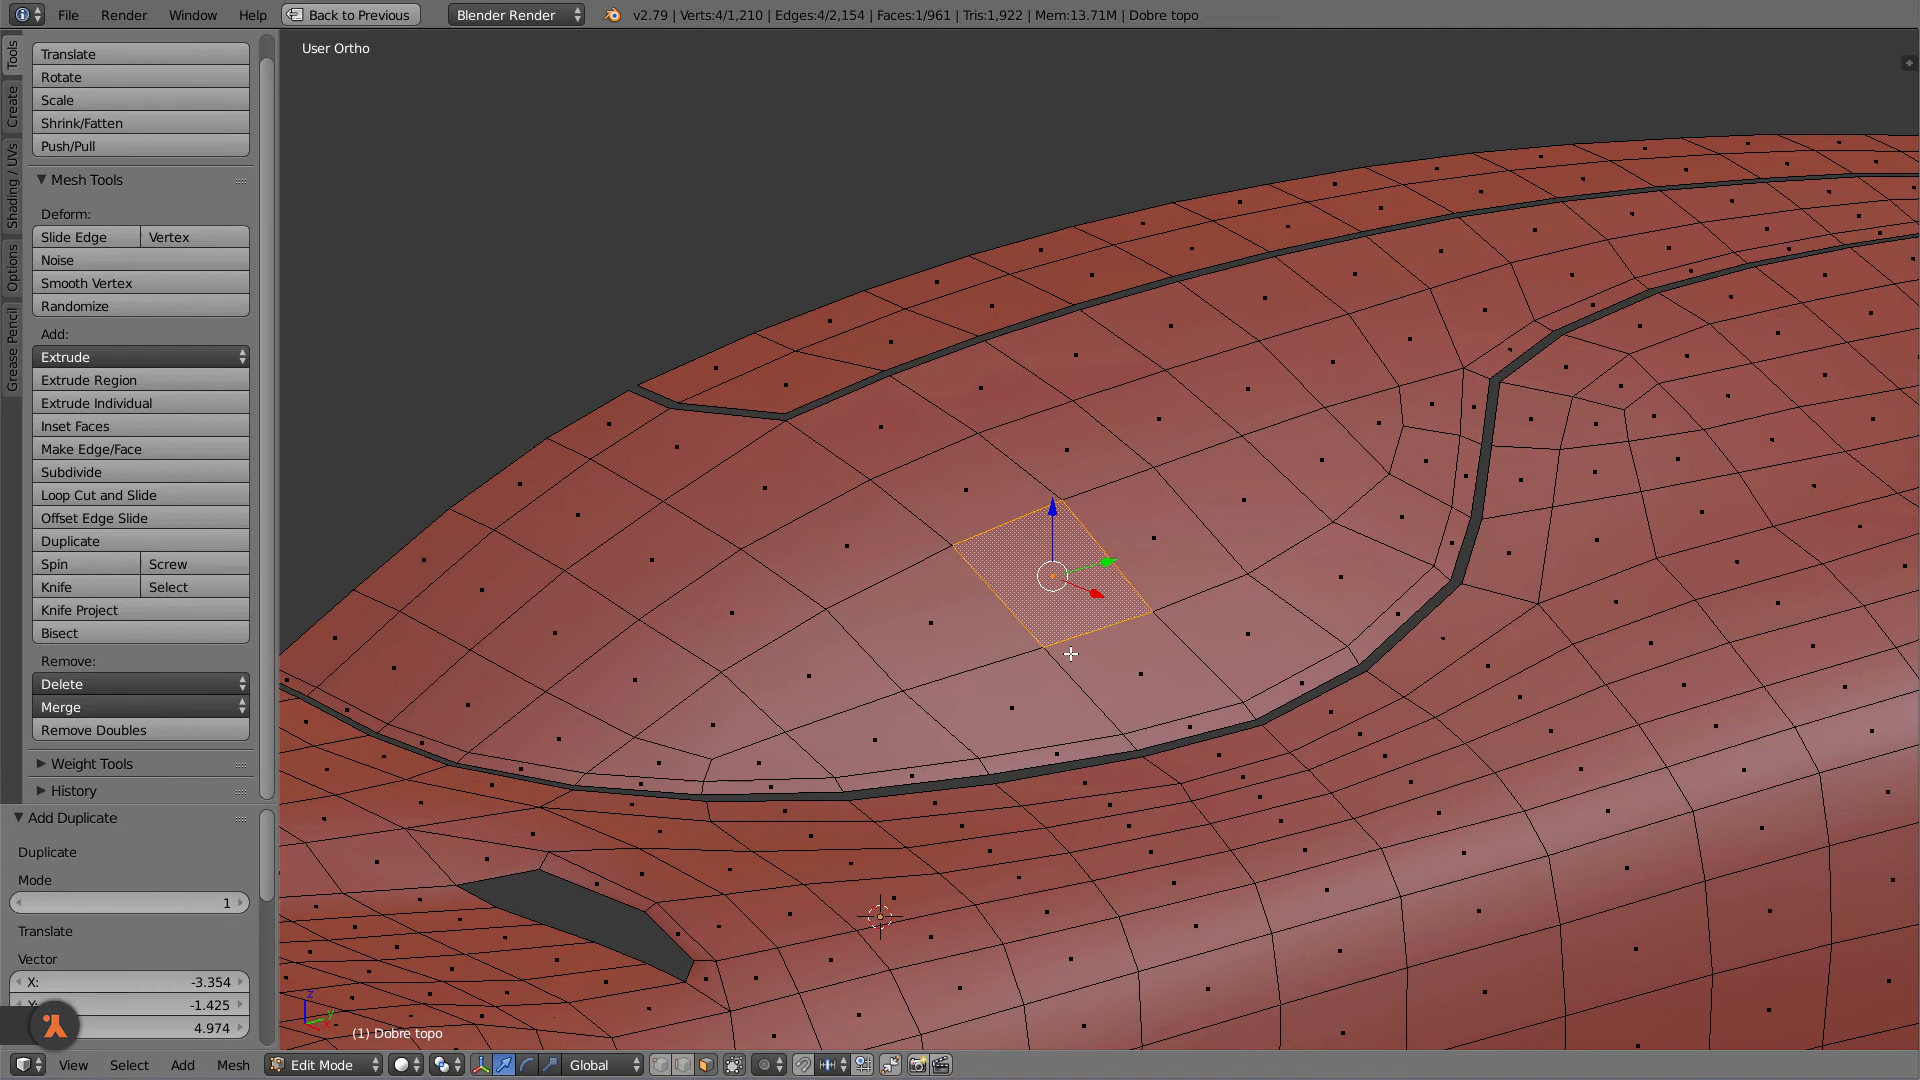 File Render Window Help Back to Previous Blender Render v2.79 | Verts:4/1,210 | Edges:4/2,154 | Faces:1/961 | Tris:1,922 | Mem:13.71M | Dobre topo
User Ortho
Tools
Create
Shading / UVs
Options
Grease Pencil
Translate
Rotate
Scale
Shrink/Fatten
Push/Pull
Mesh Tools
Deform:
Slide Edge Vertex
Noise
Smooth Vertex
Randomize
Add:
Extrude
Extrude Region
Extrude Individual
Inset Faces
Make Edge/Face
Subdivide
Loop Cut and Slide
Offset Edge Slide
Duplicate
Spin Screw
Knife Select
Knife Project
Bisect
Remove:
Delete
Merge
Remove Doubles
Weight Tools
History
Add Duplicate
Duplicate
Mode
1
Translate
Vector
X: -3.354
Y: -1.425
4.974
z
y
x
(1) Dobre topo
View Select Add Mesh Edit Mode Global